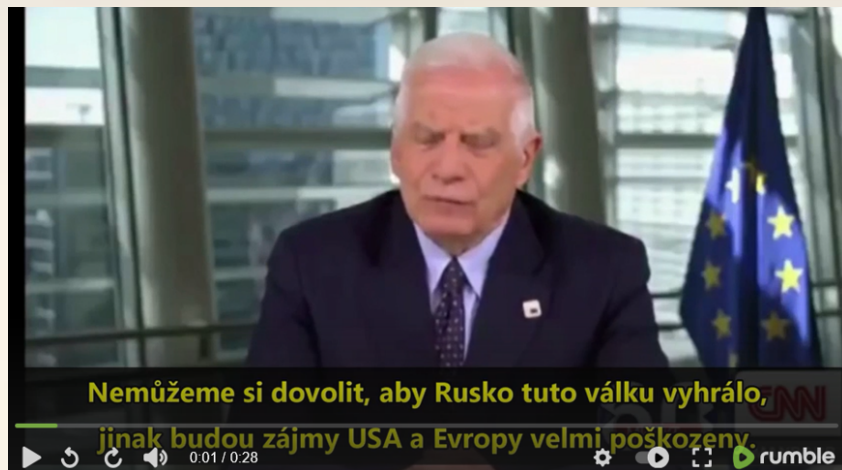 Nemůžeme si dovolit, aby Rusko tuto válku vyhrálo,
CNN
jinak budou zájmy USA a Evropy velmi poškozeny.
0:01 / 0:28
rumble